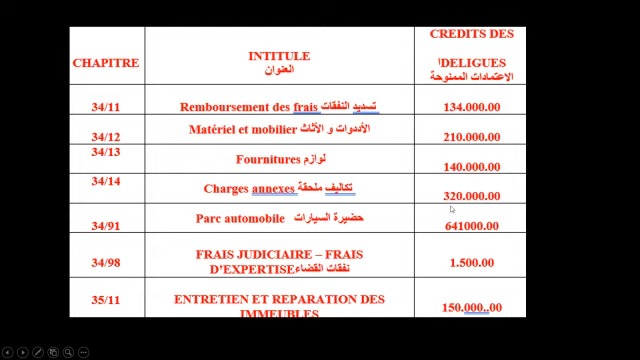 CHAPITRE
INTITULE
العنوان
CREDITS DES
DELIGUES
الاعتمادات الممنوحة
34/11
Remboursement des frais تسديد النفقات
134.000.00
34/12
Matériel et mobilier الأددوات و الأثاث
210.000.00
34/13
Fournitures لوازم
140.000.00
34/14
Charges annexes تكاليف ملحقة
320.000.00
34/91
Parc automobile حضيرة السيارات
641000.00
34/98
FRAIS JUDICIAIRE – FRAIS
D'EXPERTISE نفقات القضاء
1.500.00
35/11
ENTRETIEN ET REPARATION DES
IMMEUBLES
150.000,.00